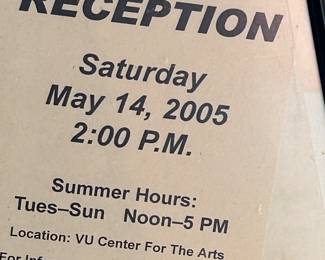 RECEPTION
Saturday
May 14, 2005
2:00 P.M.
Summer Hours:
Tues–Sun Noon–5 PM
Location: VU Center For The Arts
For